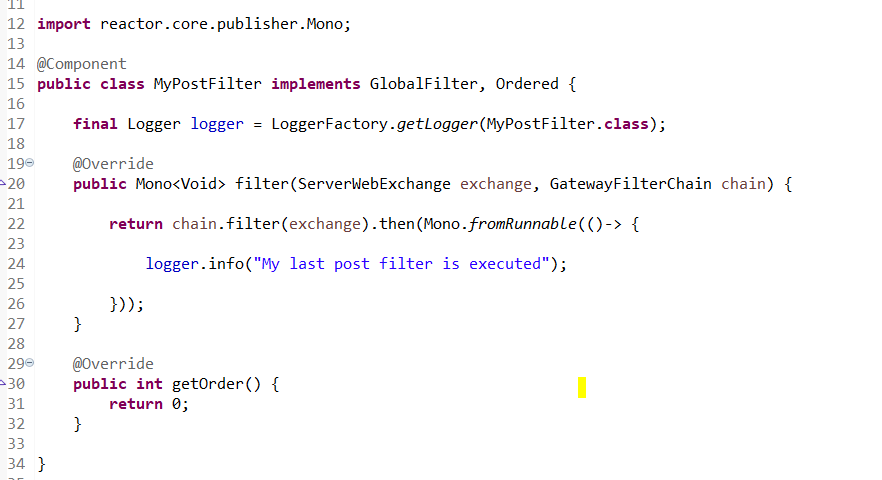 11
12 import reactor.core.publisher.Mono;
13
14 @Component
15 public class MyPostFilter implements GlobalFilter, Ordered {
16
17     final Logger logger = LoggerFactory.getLogger(MyPostFilter.class);
18
19     @Override
20     public Mono<Void> filter(ServerWebExchange exchange, GatewayFilterChain chain) {
21
22         return chain.filter(exchange).then(Mono.fromRunnable(()-> {
23
24             logger.info("My last post filter is executed");
25
26         }));
27     }
28
29     @Override
30     public int getOrder() {
31         return 0;
32     }
33
34 }